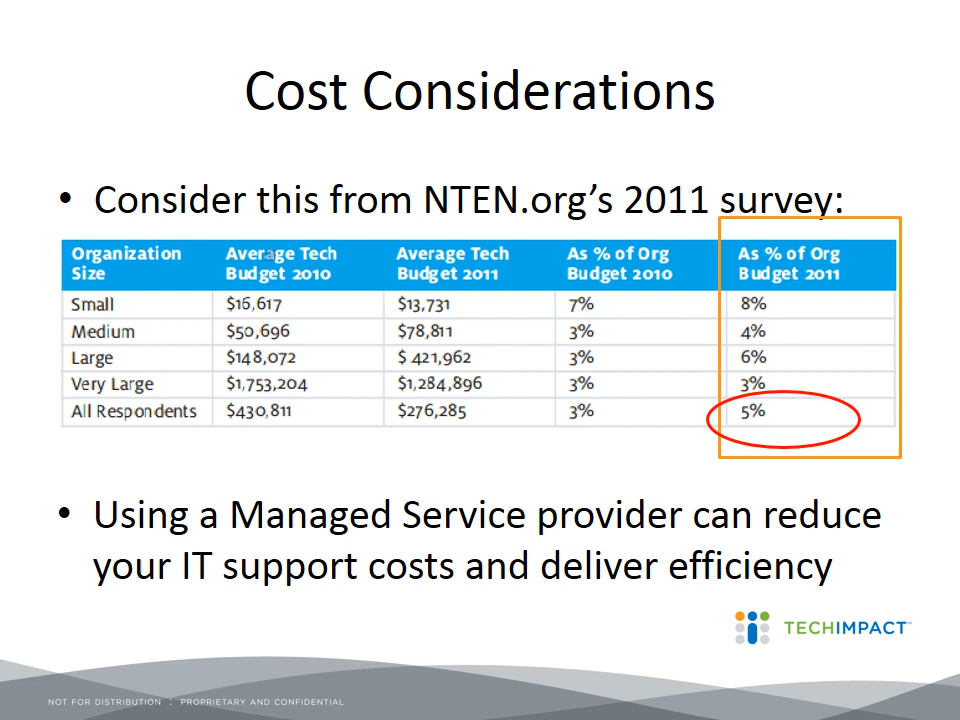 Cost Considerations
• Consider this from NTEN.org's 2011 survey:
Organization Size Average Tech Budget 2010 Average Tech Budget 2011 As % of Org Budget 2010 As % of Org Budget 2011
Small $16,617 $13,731 7% 8%
Medium $50,696 $78,811 3% 4%
Large $148,072 $ 421,962 3% 6%
Very Large $1,753,204 $1,284,896 3% 3%
All Respondents $430,811 $276,285 3% 5%
• Using a Managed Service provider can reduce
your IT support costs and deliver efficiency
TECHIMPACT™
NOT FOR DISTRIBUTION : PROPRIETARY AND CONFIDENTIAL